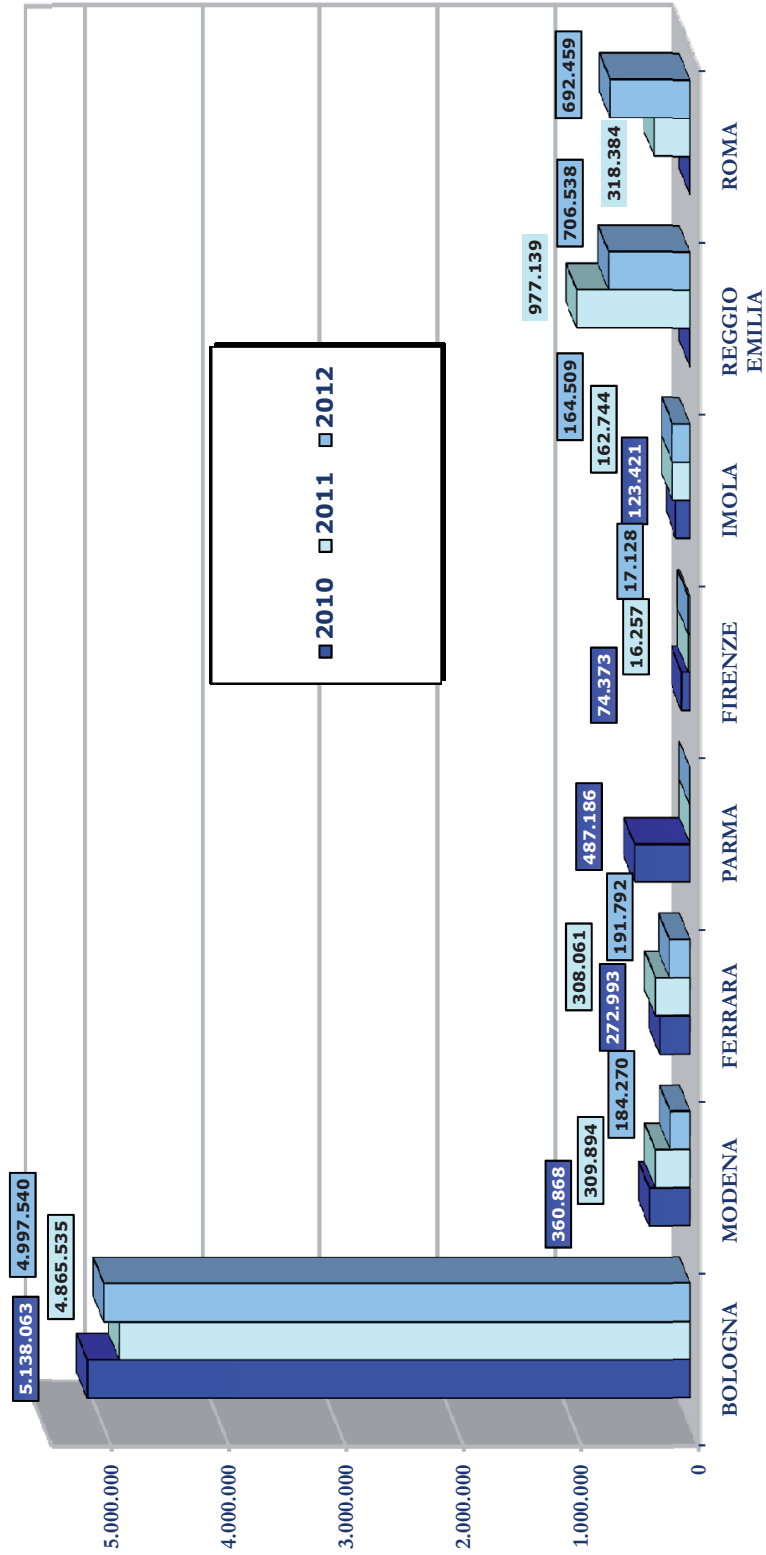 5.138.063
4.997.540
4.865.535
360.868
309.894
184.270
272.993
308.061
191.792
487.186
74.373
16.257
17.128
123.421
162.744
164.509
977.139
706.538
318.384
692.459
2010 2011 2012
5.000.000
4.000.000
3.000.000
2.000.000
1.000.000
0
BOLOGNA
MODENA
FERRARA
PARMA
FIRENZE
IMOLA
REGGIO
EMILIA
ROMA